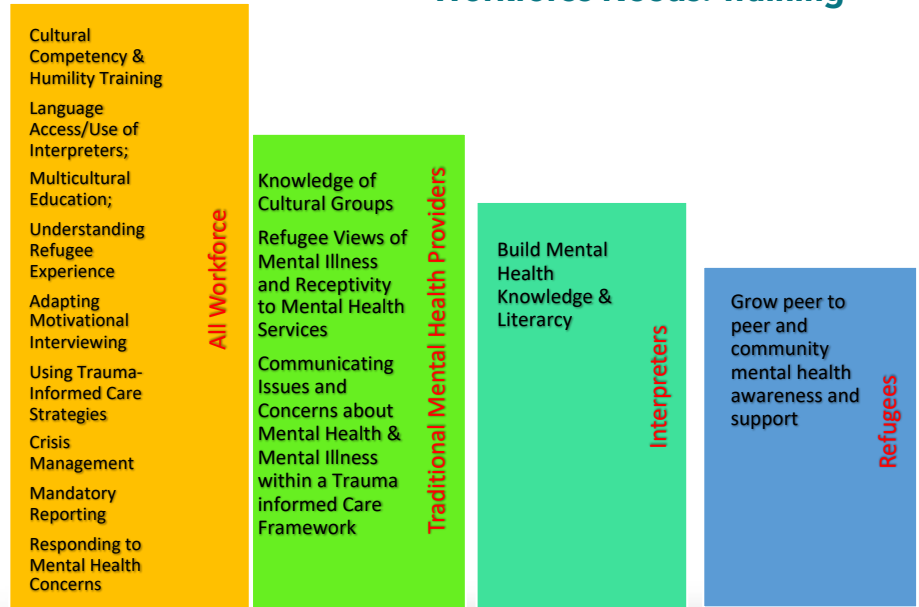 Workforce Needs: Training
Cultural
Competency &
Humility Training
Language
Access/Use of
Interpreters;
Multicultural
Education;
Understanding
Refugee
Experience
Adapting
Motivational
Interviewing
Using Trauma-
Informed Care
Strategies
Crisis
Management
Mandatory
Reporting
Responding to
Mental Health
Concerns
All Workforce
Knowledge of
Cultural Groups
Refugee Views of
Mental Illness
and Receptivity
to Mental Health
Services
Communicating
Issues and
Concerns about
Mental Health &
Mental Illness
within a Trauma
informed Care
Framework
Traditional Mental Health Providers
Build Mental
Health
Knowledge &
Literarcy
Interpreters
Grow peer to
peer and
community
mental health
awareness and
support
Refugees